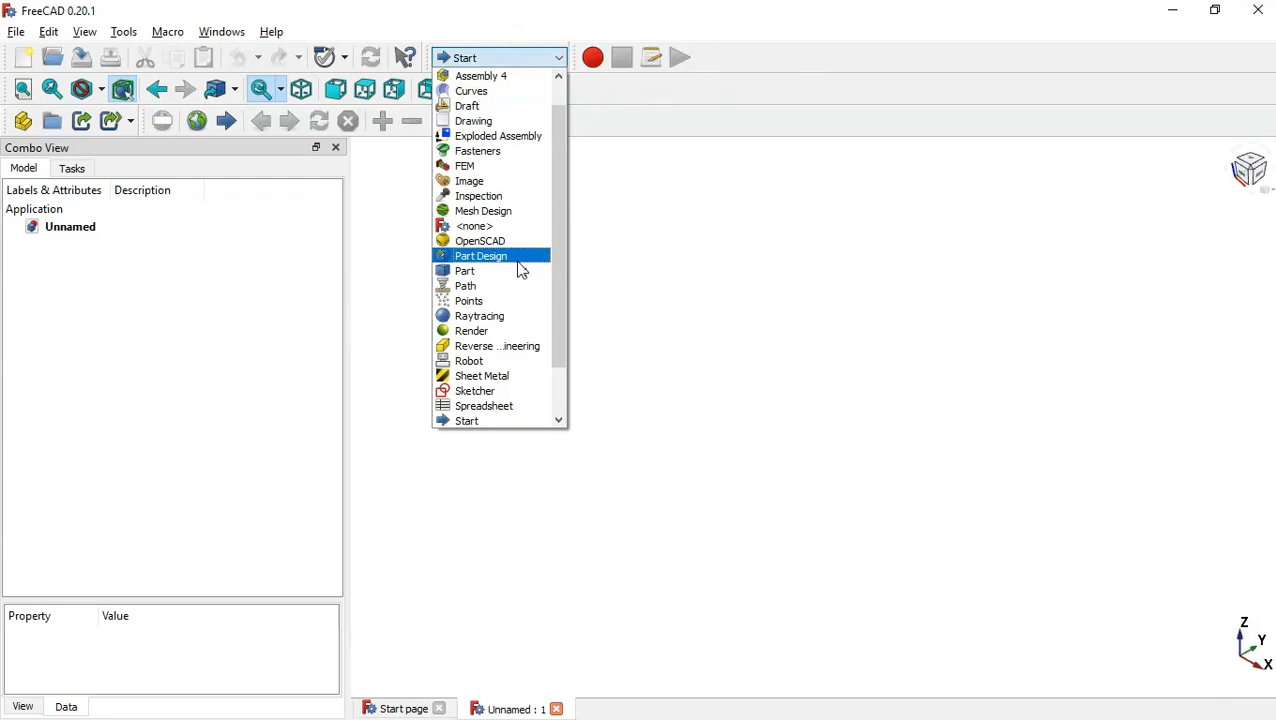 FreeCAD 0.20.1
File Edit View Tools Macro Windows Help
Start
Combo View
Model Tasks
Labels & Attributes Description
Application
Unnamed
Assembly 4
Curves
Draft
Drawing
Exploded Assembly
Fasteners
FEM
Image
Inspection
Mesh Design
<none>
OpenSCAD
Part Design
Part
Path
Points
Raytracing
Render
Reverse ...ineering
Robot
Sheet Metal
Sketcher
Spreadsheet
Start
Property Value
View Data
Start page Unnamed : 1
Z
Y
X